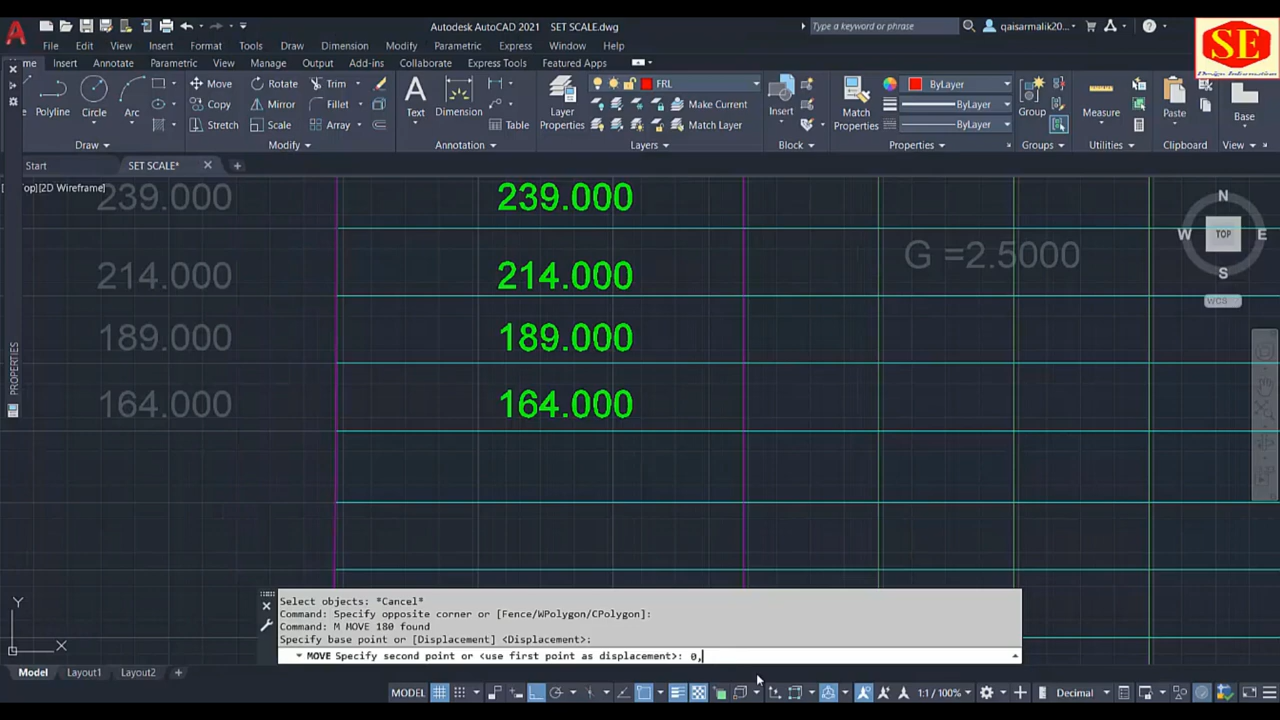 Autodesk AutoCAD 2021 SET SCALE.dwg
Type a keyword or phrase
qaisarmalik20...
SE
Design Information
File Edit View Insert Format Tools Draw Dimension Modify Parametric Express Window Help
me Insert Annotate Parametric View Manage Output Add-ins Collaborate Express Tools Featured Apps
Polyline Circle Arc
Move Rotate Trim
Copy Mirror Fillet
Stretch Scale Array
Text Dimension Table
Layer Properties
FRL
Make Current
Match Layer
Insert
Match Properties
ByLayer
ByLayer
ByLayer
Group
Measure
Paste
Base
Draw Modify Annotation Layers Block Properties Groups Utilities Clipboard View
Start SET SCALE*
op][2D Wireframe]
239.000 239.000
214.000 214.000
189.000 189.000
164.000 164.000
G =2.5000
N
W TOP E
S
WCS
PROPERTIES
Select objects: *Cancel*
Command: Specify opposite corner or [Fence/WPolygon/CPolygon]:
Command: M MOVE 180 found
Specify base point or [Displacement] <Displacement>:
MOVE Specify second point or <use first point as displacement>: 0,
Y
X
Model Layout1 Layout2
MODEL 1:1 / 100% Decimal